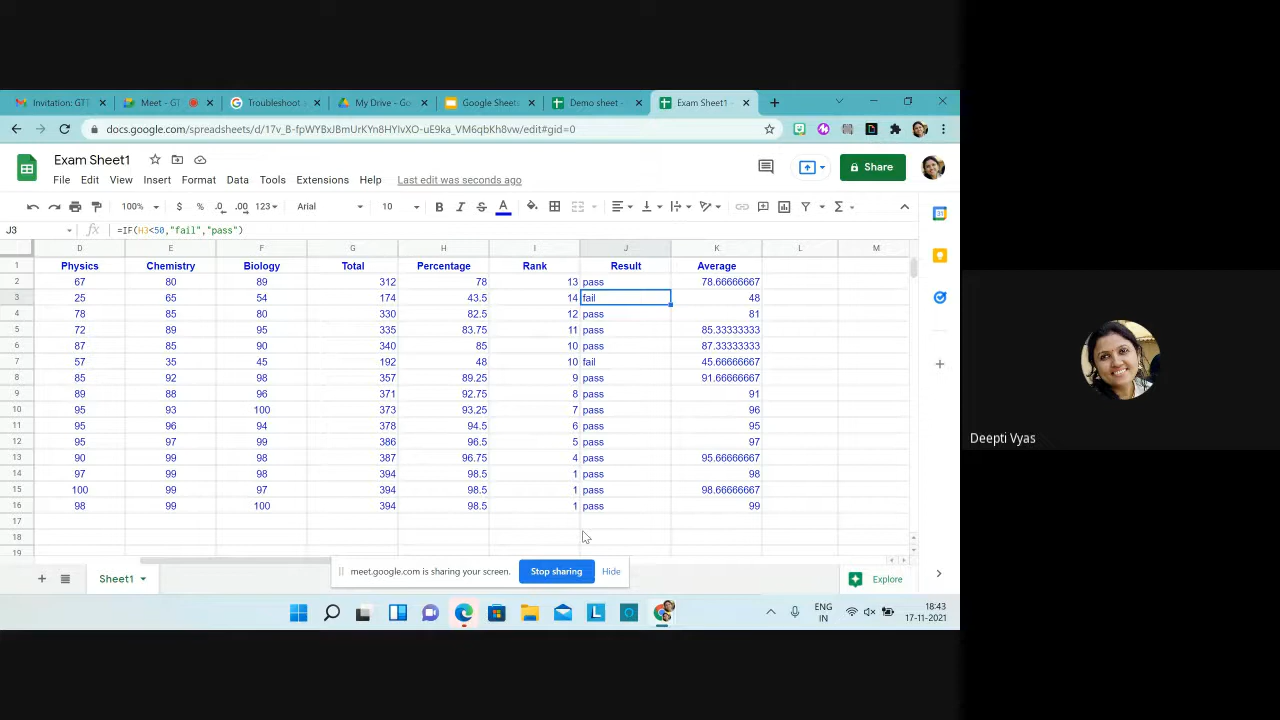 Invitation: GTT
Meet - GT
Troubleshoot
My Drive - Go
Google Sheets
Demo sheet -
Exam Sheet1 -
docs.google.com/spreadsheets/d/17v_B-fpWYBxJBmUrKYn8HYlvXO-uE9ka_VM6qbKh8vw/edit#gid=0
Exam Sheet1
File Edit View Insert Format Data Tools Extensions Help Last edit was seconds ago
Share
100% $ % .0 .00 123 Arial 10 B I S A
J3 fx =IF(H3<50,"fail","pass")
D E F G H I J K L M
1 Physics Chemistry Biology Total Percentage Rank Result Average
2 67 80 89 312 78 13 pass 78.66666667
3 25 65 54 174 43.5 14 fail 48
4 78 85 80 330 82.5 12 pass 81
5 72 89 95 335 83.75 11 pass 85.33333333
6 87 85 90 340 85 10 pass 87.33333333
7 57 35 45 192 48 10 fail 45.66666667
8 85 92 98 357 89.25 9 pass 91.66666667
9 89 88 96 371 92.75 8 pass 91
10 95 93 100 373 93.25 7 pass 96
11 95 96 94 378 94.5 6 pass 95
12 95 97 99 386 96.5 5 pass 97
13 90 99 98 387 96.75 4 pass 95.66666667
14 97 99 98 394 98.5 1 pass 98
15 100 99 97 394 98.5 1 pass 98.66666667
16 98 99 100 394 98.5 1 pass 99
17
18
19
meet.google.com is sharing your screen. Stop sharing Hide
Sheet1
Explore
ENG
IN
18:43
17-11-2021
Deepti Vyas